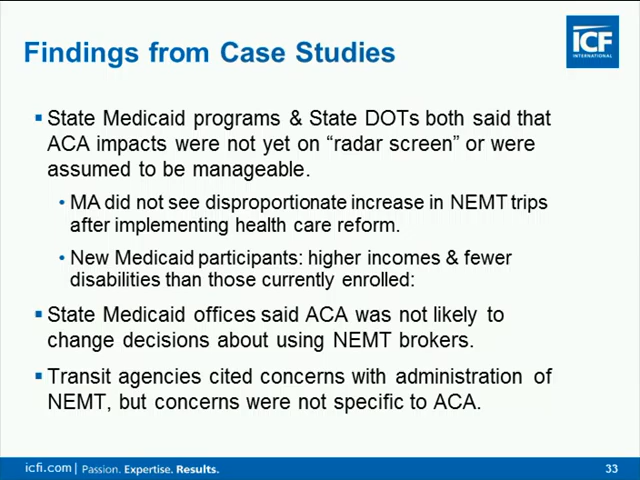 Findings from Case Studies
ICF
INTERNATIONAL
▪ State Medicaid programs & State DOTs both said that
ACA impacts were not yet on “radar screen” or were
assumed to be manageable.
• MA did not see disproportionate increase in NEMT trips
after implementing health care reform.
• New Medicaid participants: higher incomes & fewer
disabilities than those currently enrolled:
▪ State Medicaid offices said ACA was not likely to
change decisions about using NEMT brokers.
▪ Transit agencies cited concerns with administration of
NEMT, but concerns were not specific to ACA.
icfi.com | Passion. Expertise. Results.
33